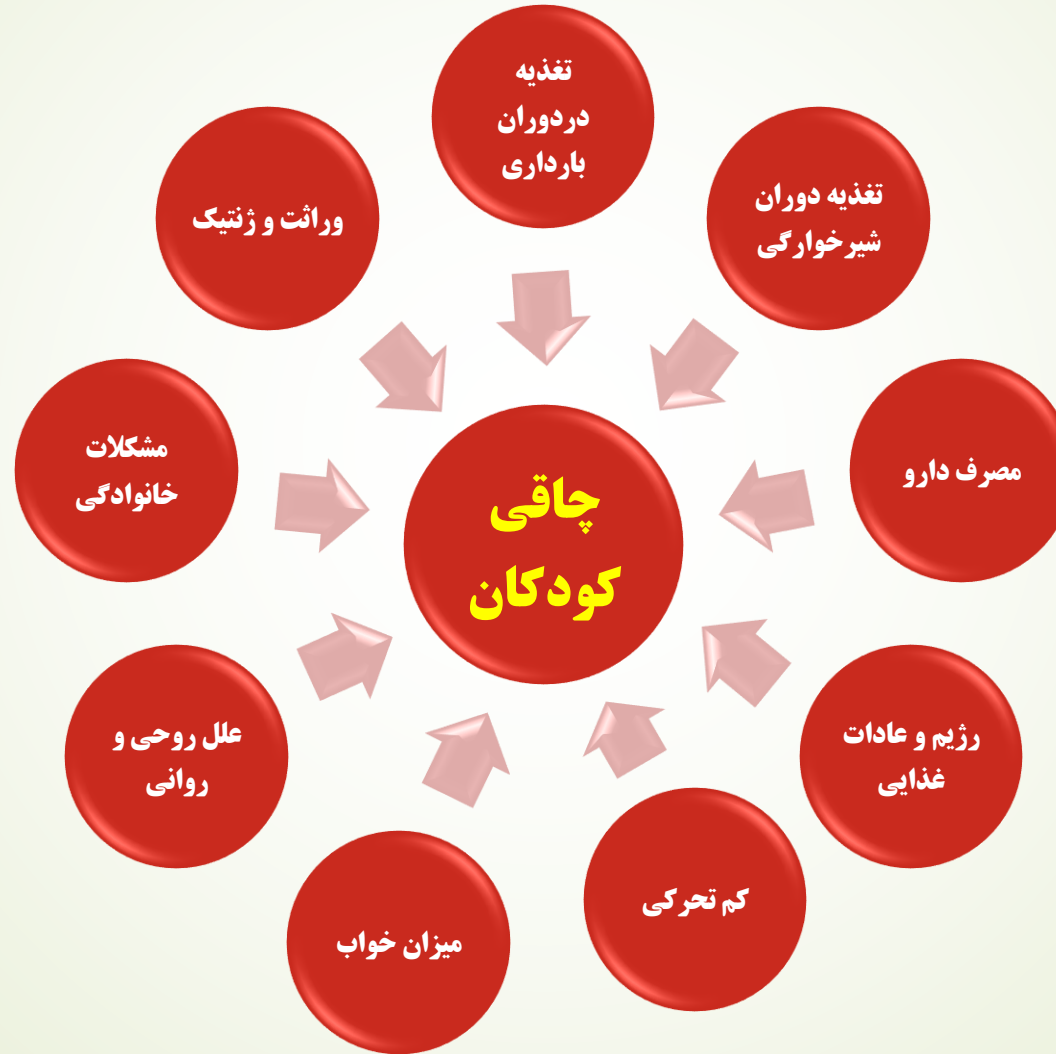 تغذیه
دردوران
بارداری
تغذیه دوران
شیرخوارگی
مصرف دارو
رژیم و عادات
غذایی
کم تحرکی
میزان خواب
علل روحی و
روانی
مشکلات
خانوادگی
وراثت و ژنتیک
چاقی
کودکان